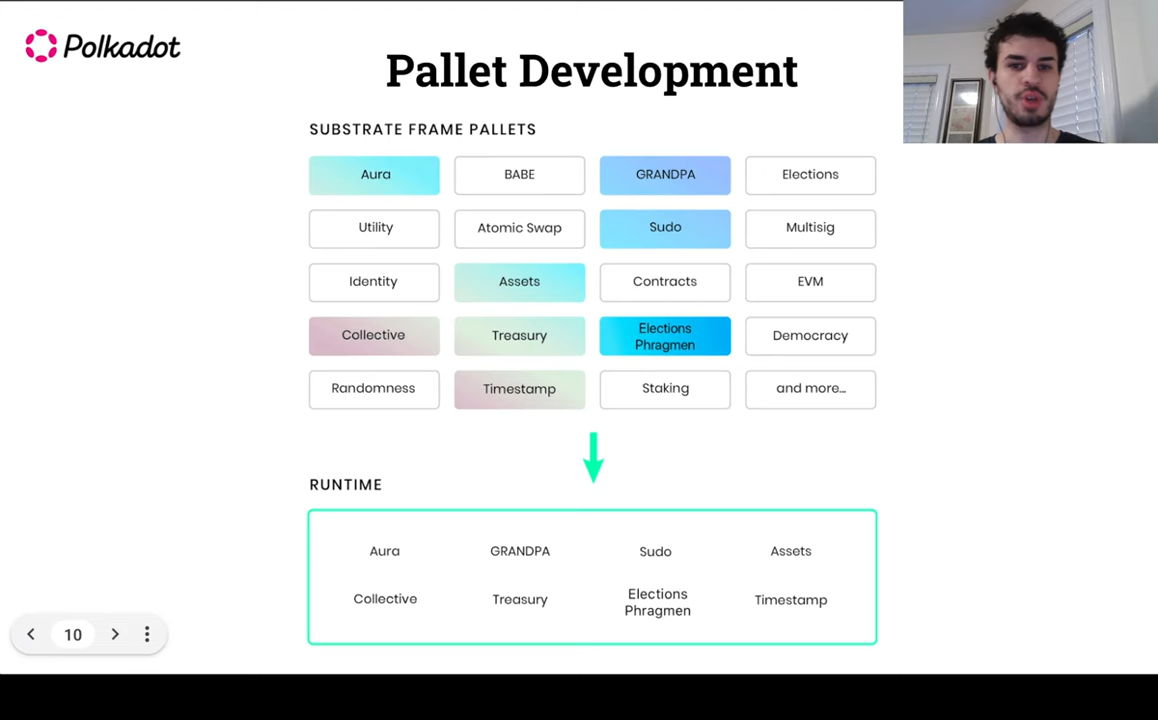 Polkadot
Pallet Development
SUBSTRATE FRAME PALLETS
Aura
BABE
GRANDPA
Elections
Utility
Atomic Swap
Sudo
Multisig
Identity
Assets
Contracts
EVM
Collective
Treasury
Elections
Phragmen
Democracy
Randomness
Timestamp
Staking
and more...
RUNTIME
Aura
GRANDPA
Sudo
Assets
Collective
Treasury
Elections
Phragmen
Timestamp
10